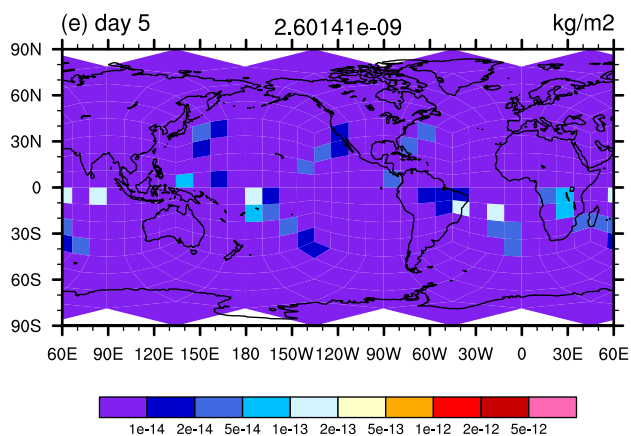 (e) day 5 2.60141e-09 kg/m2
90N
60N
30N
0
30S
60S
90S
60E 90E 120E 150E 180 150W 120W 90W 60W 30W 0 30E 60E
1e-14 2e-14 5e-14 1e-13 2e-13 5e-13 1e-12 2e-12 5e-12